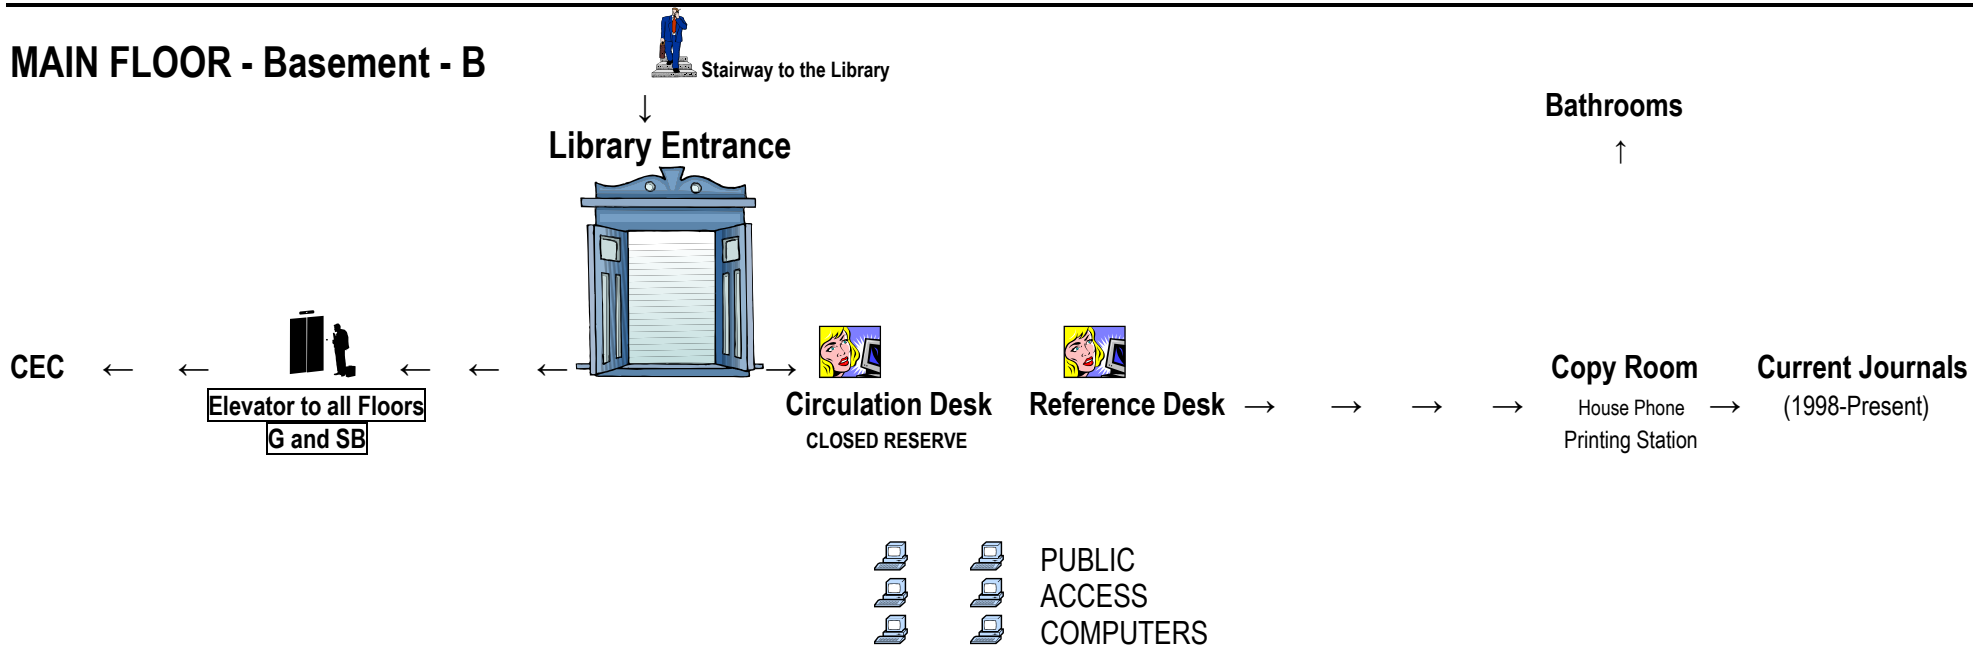 MAIN FLOOR - Basement - B
Stairway to the Library
↓
Bathrooms
Library Entrance
↑
CEC ← ← ← ← ← →
Copy Room Current Journals
Elevator to all Floors Circulation Desk Reference Desk → → → → House Phone → (1998-Present)
G and SB CLOSED RESERVE Printing Station
PUBLIC
ACCESS
COMPUTERS